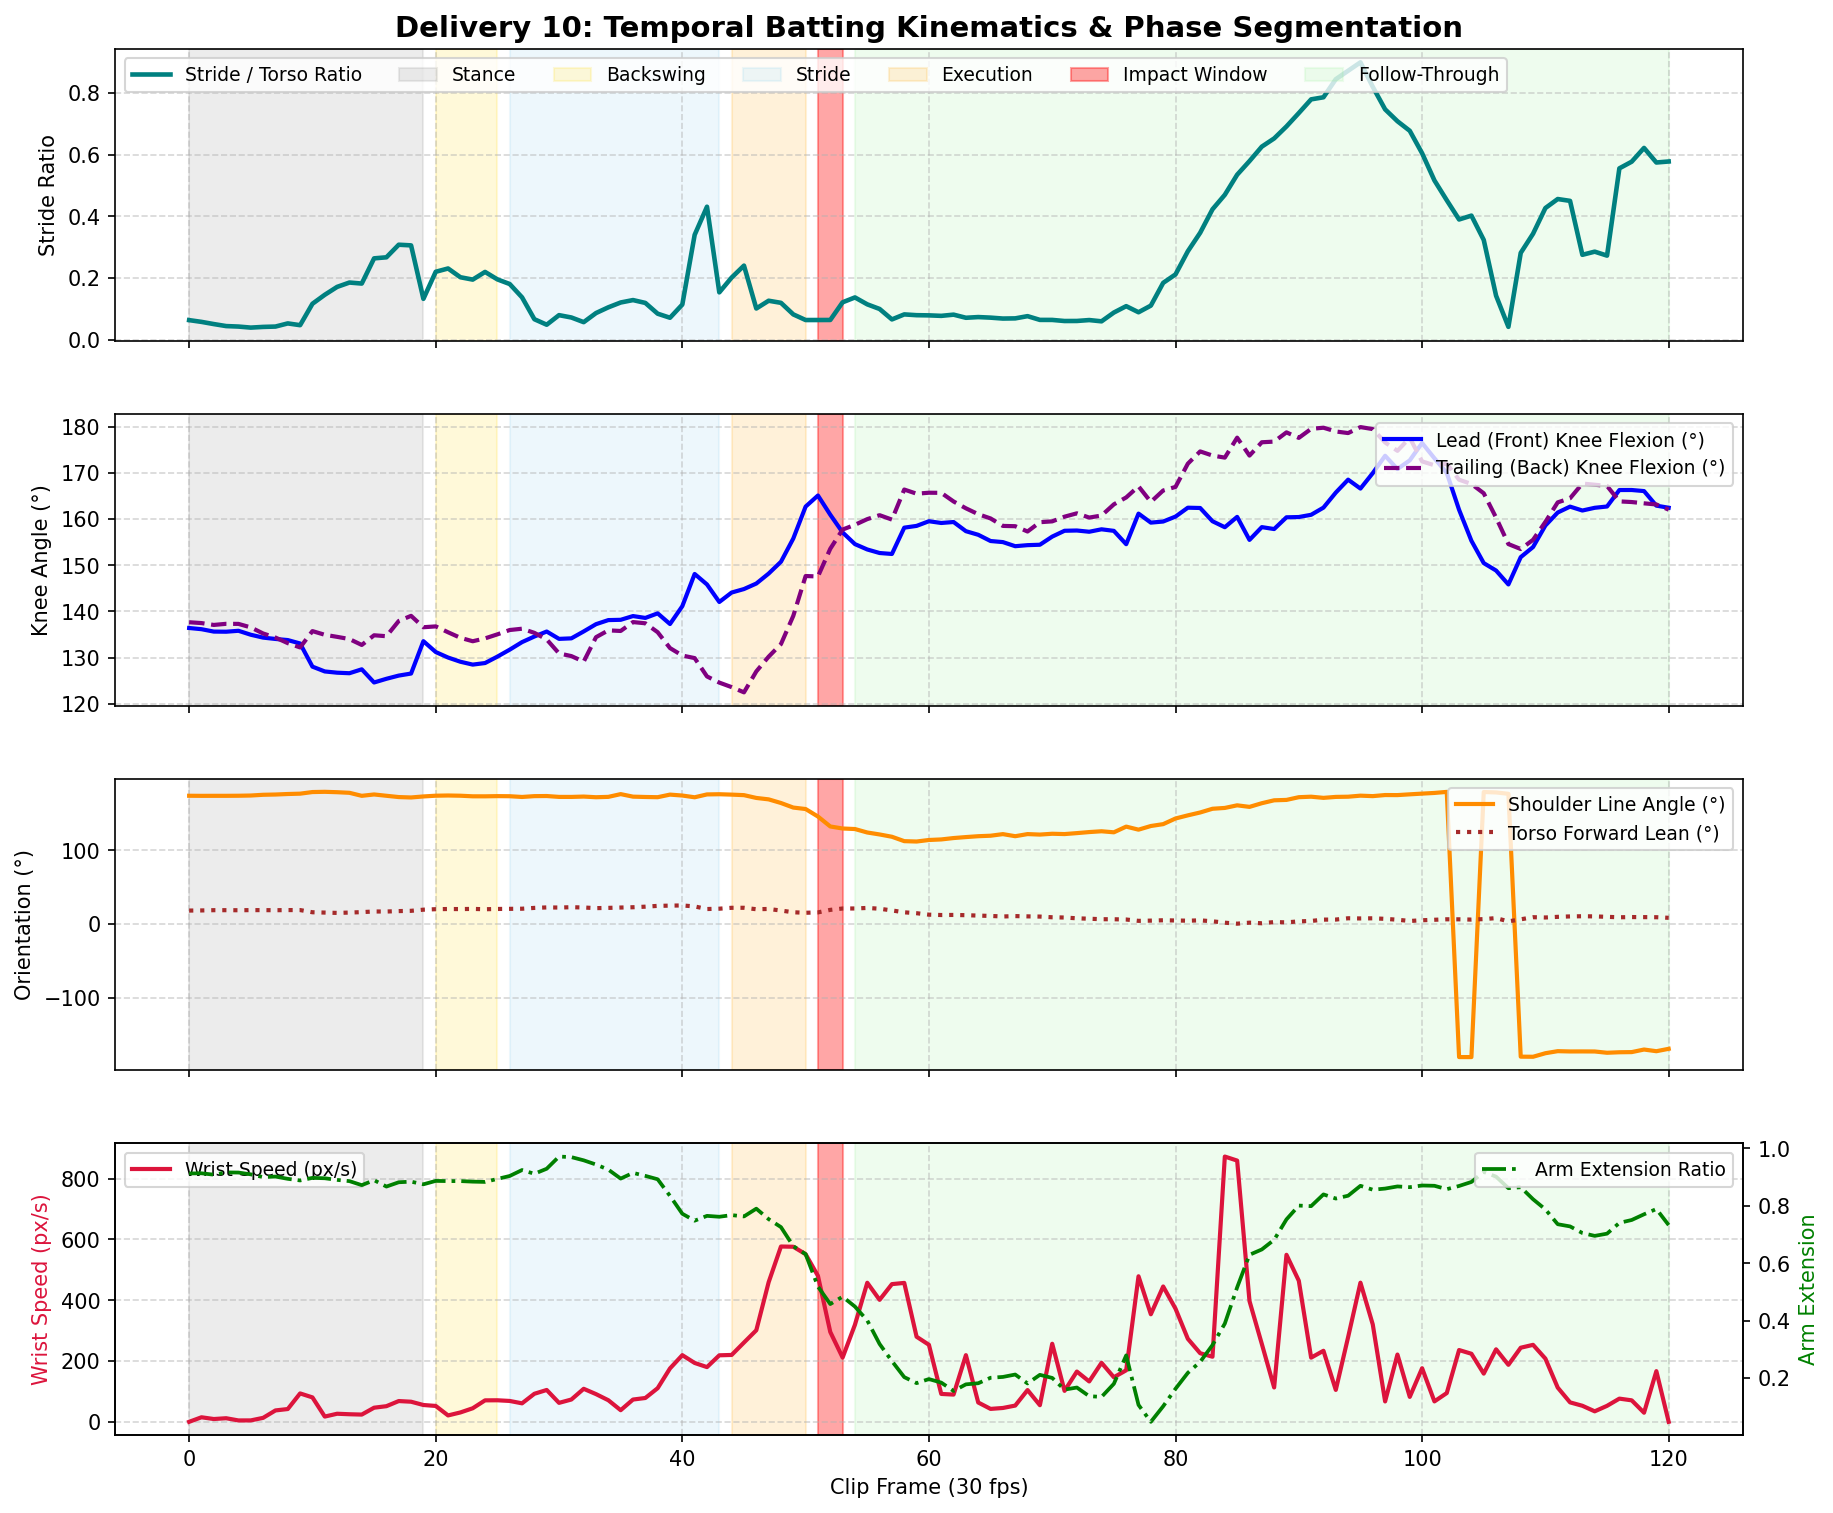 Delivery 10: Temporal Batting Kinematics & Phase Segmentation
Stride / Torso Ratio Stance Backswing Stride Execution Impact Window Follow-Through
Stride Ratio
0.8
0.6
0.4
0.2
0.0
Lead (Front) Knee Flexion (°)
Trailing (Back) Knee Flexion (°)
Knee Angle (°)
180
170
160
150
140
130
120
Shoulder Line Angle (°)
Torso Forward Lean (°)
Orientation (°)
100
0
−100
Wrist Speed (px/s)
Arm Extension Ratio
Wrist Speed (px/s)
800
600
400
200
0
1.0
0.8
0.6
0.4
0.2
Arm Extension
0 20 40 60 80 100 120
Clip Frame (30 fps)